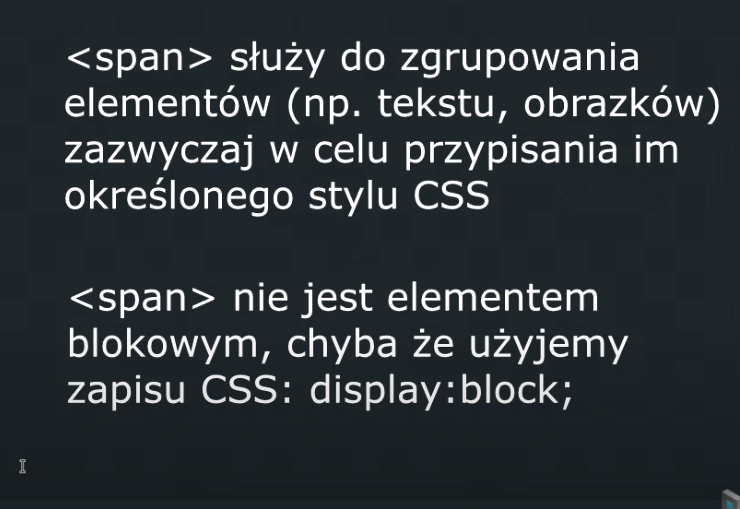 <span> służy do zgrupowania
elementów (np. tekstu, obrazków)
zazwyczaj w celu przypisania im
określonego stylu CSS
<span> nie jest elementem
blokowym, chyba że użyjemy
zapisu CSS: display:block;